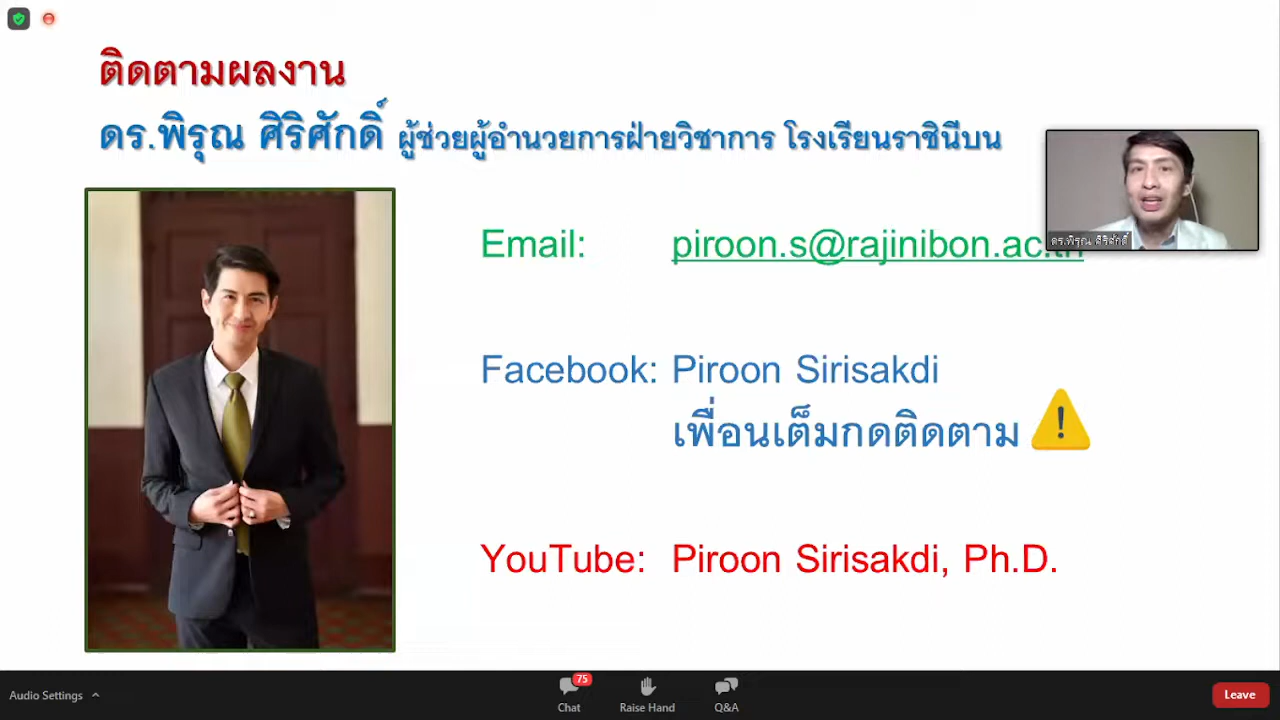 ติดตามผลงาน
ดร.พิรุณ ศิริศักดิ์ ผู้ช่วยผู้อำนวยการฝ่ายวิชาการ โรงเรียนราชินีบน
Email: piroon.s@rajinibon.ac.th
ดร.พิรุณ ศิริศักดิ์
Facebook: Piroon Sirisakdi
เพื่อนเต็มกดติดตาม
YouTube: Piroon Sirisakdi, Ph.D.
Audio Settings
75
Chat
Raise Hand
Q&A
Leave